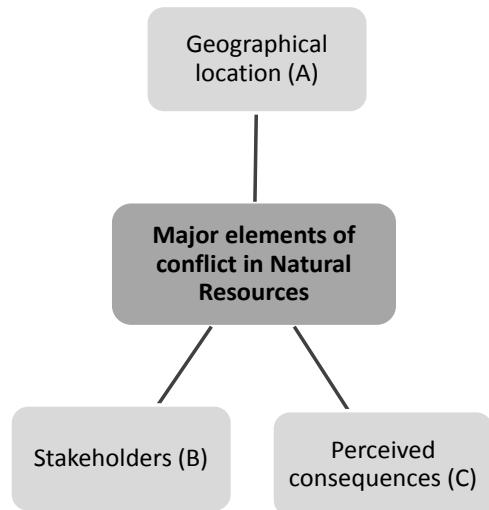 Geographical
location (A)
Major elements of
conflict in Natural
Resources
Stakeholders (B)
Perceived
consequences (C)